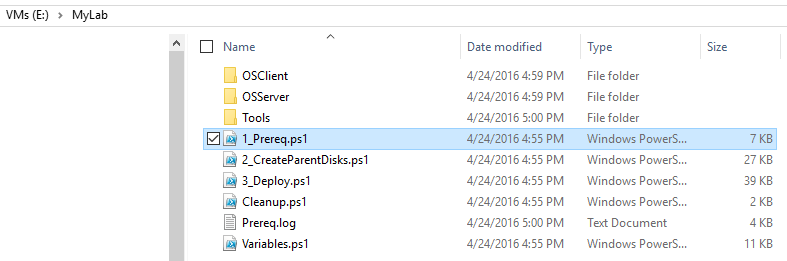 VMs (E:) > MyLab
Name Date modified Type Size
OSClient 4/24/2016 4:59 PM File folder
OSServer 4/24/2016 4:59 PM File folder
Tools 4/24/2016 5:00 PM File folder
1_Prereq.ps1 4/24/2016 4:55 PM Windows PowerS... 7 KB
2_CreateParentDisks.ps1 4/24/2016 4:55 PM Windows PowerS... 27 KB
3_Deploy.ps1 4/24/2016 4:55 PM Windows PowerS... 39 KB
Cleanup.ps1 4/24/2016 4:55 PM Windows PowerS... 2 KB
Prereq.log 4/24/2016 5:00 PM Text Document 4 KB
Variables.ps1 4/24/2016 4:55 PM Windows PowerS... 11 KB